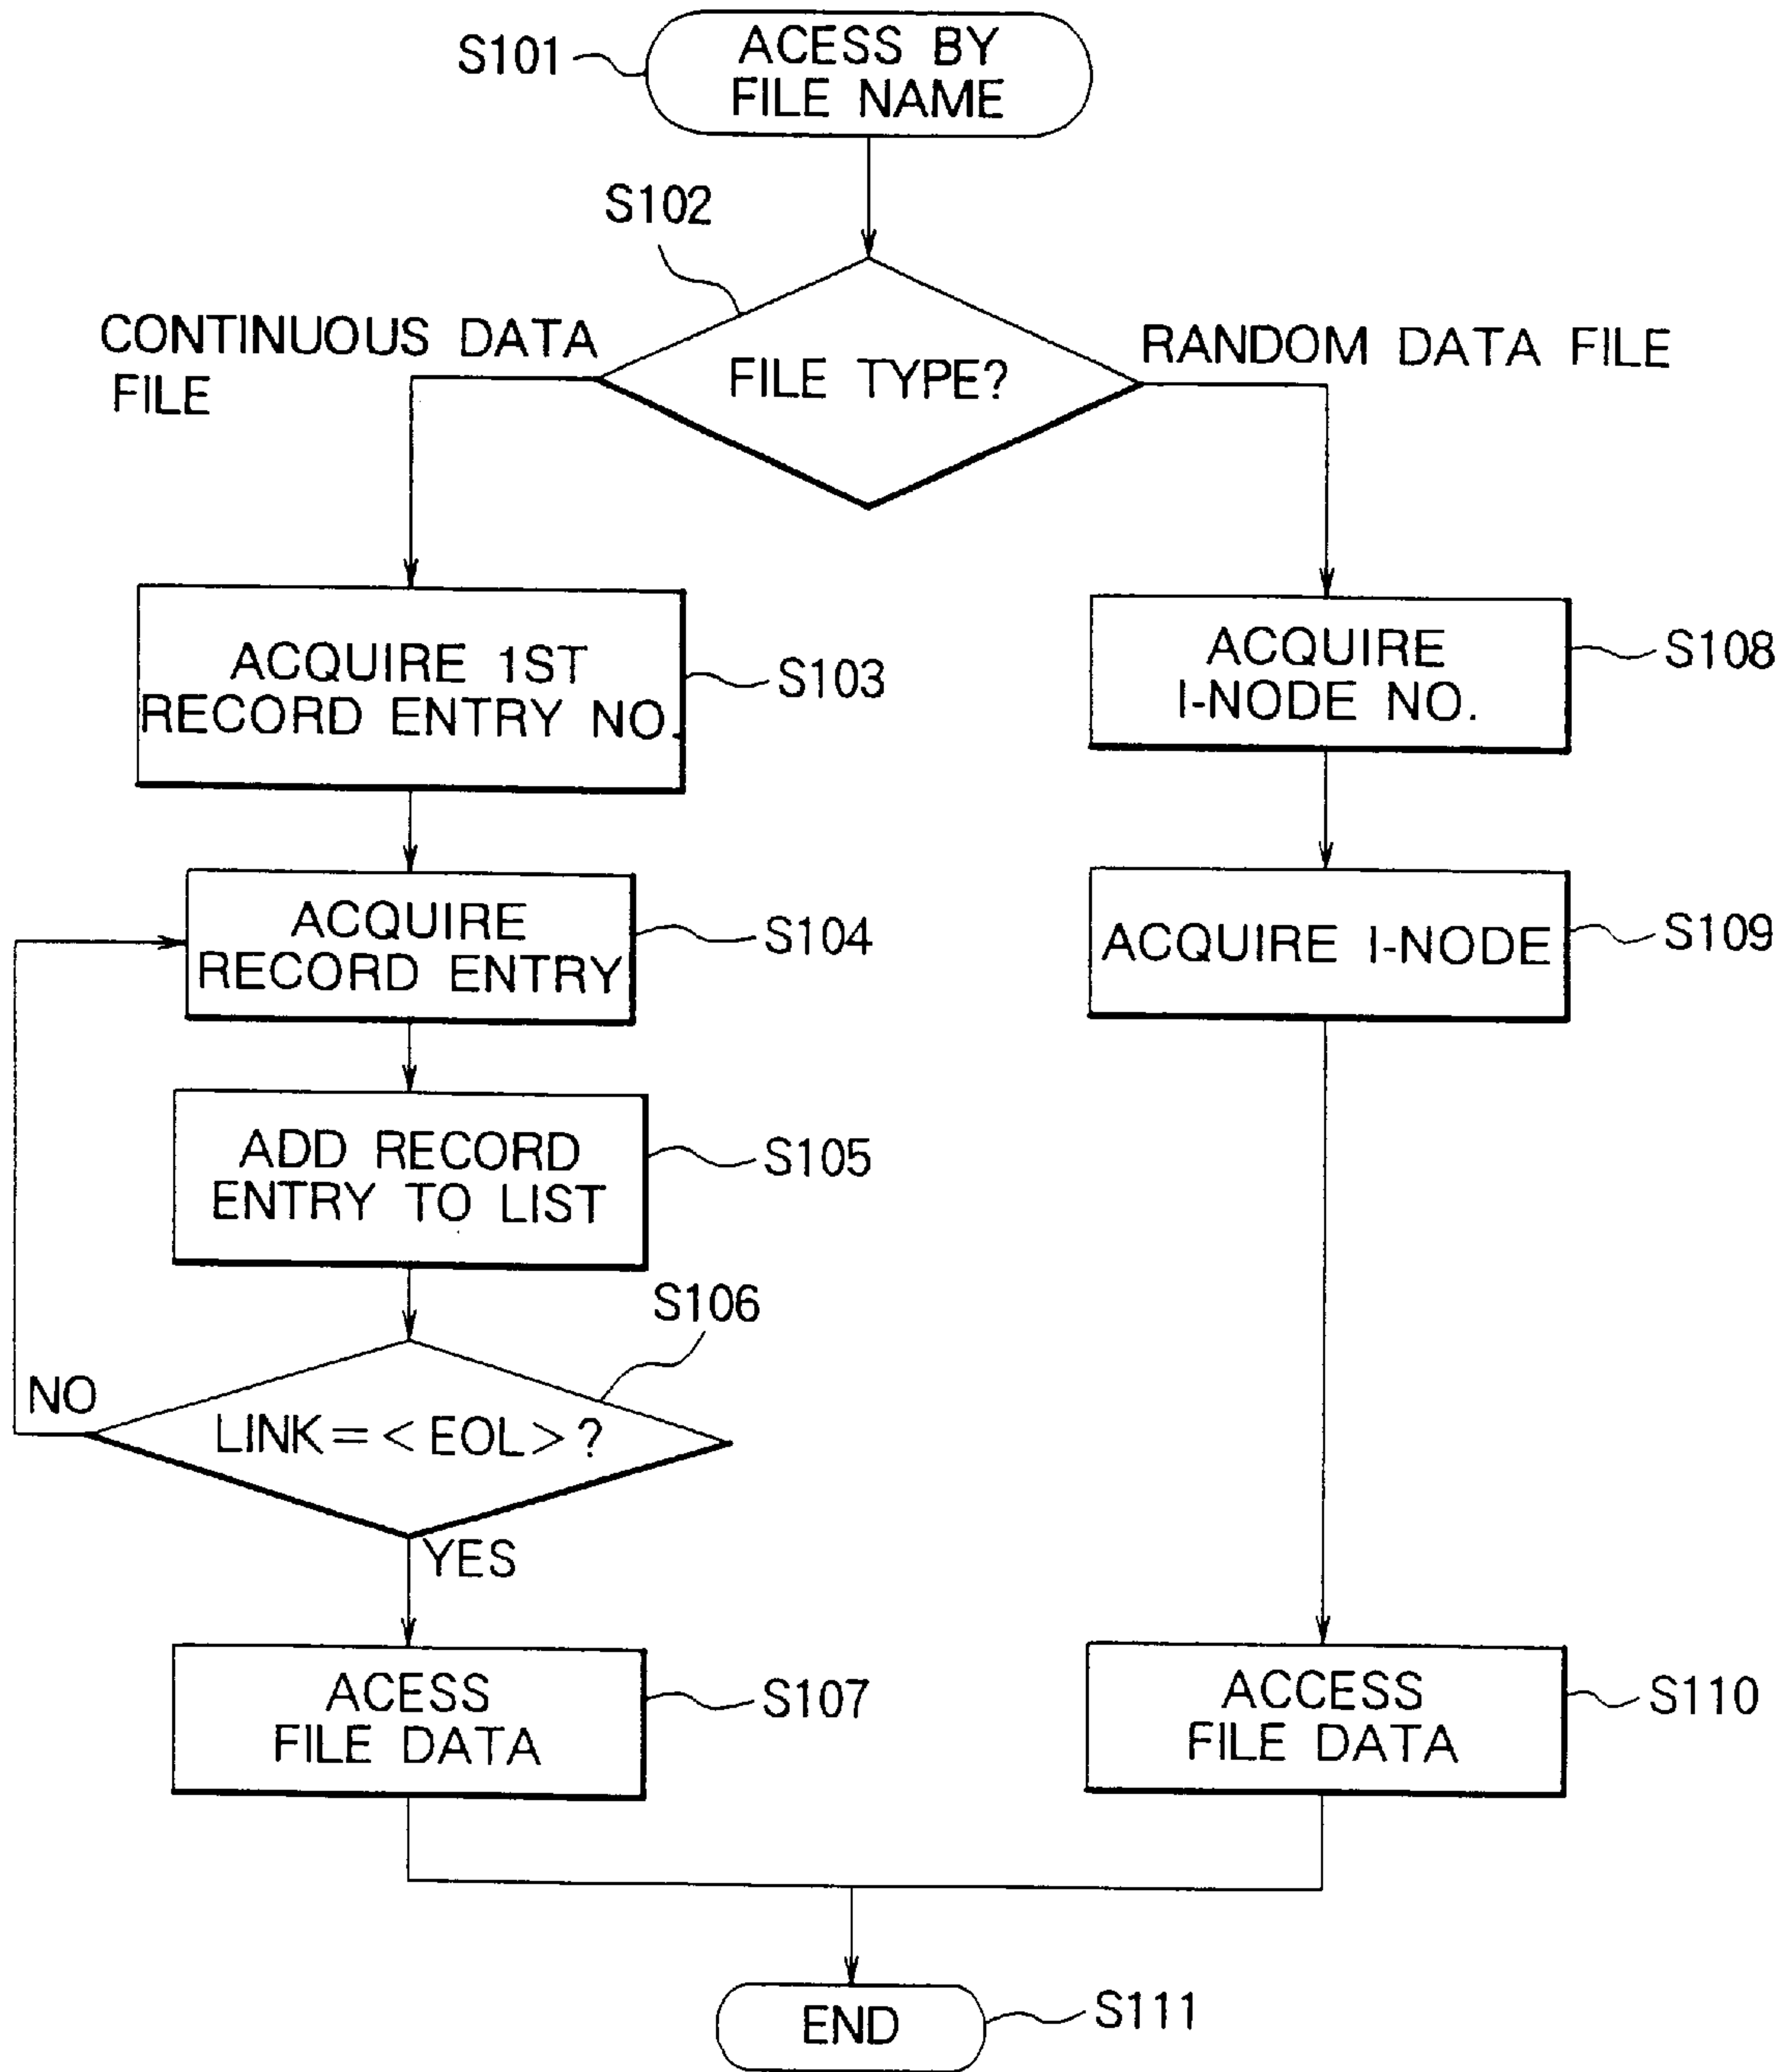 S101
ACESS BY
FILE NAME
S102
CONTINUOUS DATA
FILE
FILE TYPE?
RANDOM DATA FILE
ACQUIRE 1ST
RECORD ENTRY NO.
S103
ACQUIRE
I-NODE NO.
S108
ACQUIRE
RECORD ENTRY
S104
ACQUIRE I-NODE
S109
ADD RECORD
ENTRY TO LIST
S105
S106
NO
LINK=<EOL>?
YES
ACESS
FILE DATA
S107
ACCESS
FILE DATA
S110
END
S111